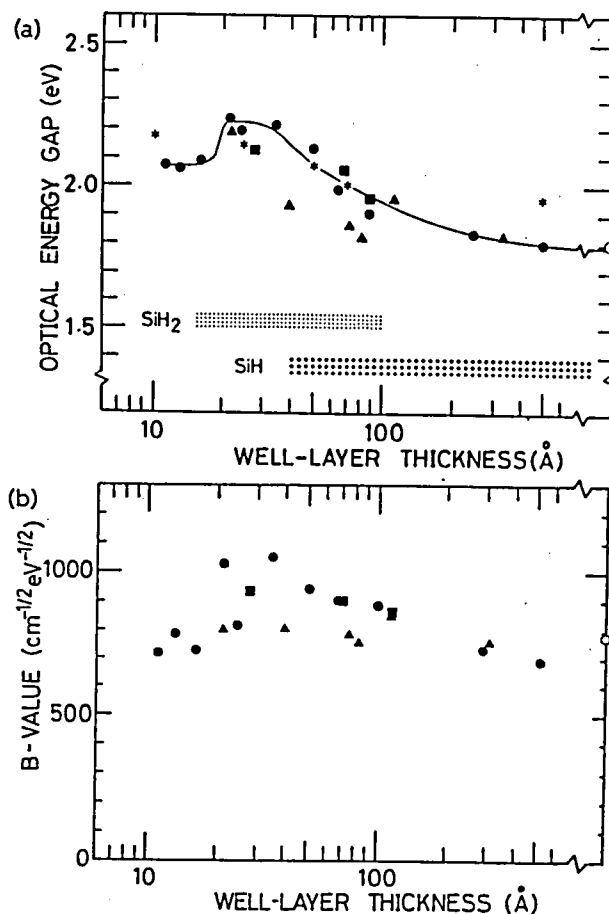 (a)
OPTICAL ENERGY GAP (eV)
2.5
2.0
1.5
SiH2
SiH
10
100
WELL-LAYER THICKNESS(Å)
(b)
B-VALUE (cm-1/2eV-1/2)
1000
500
0
10
100
WELL-LAYER THICKNESS (Å)